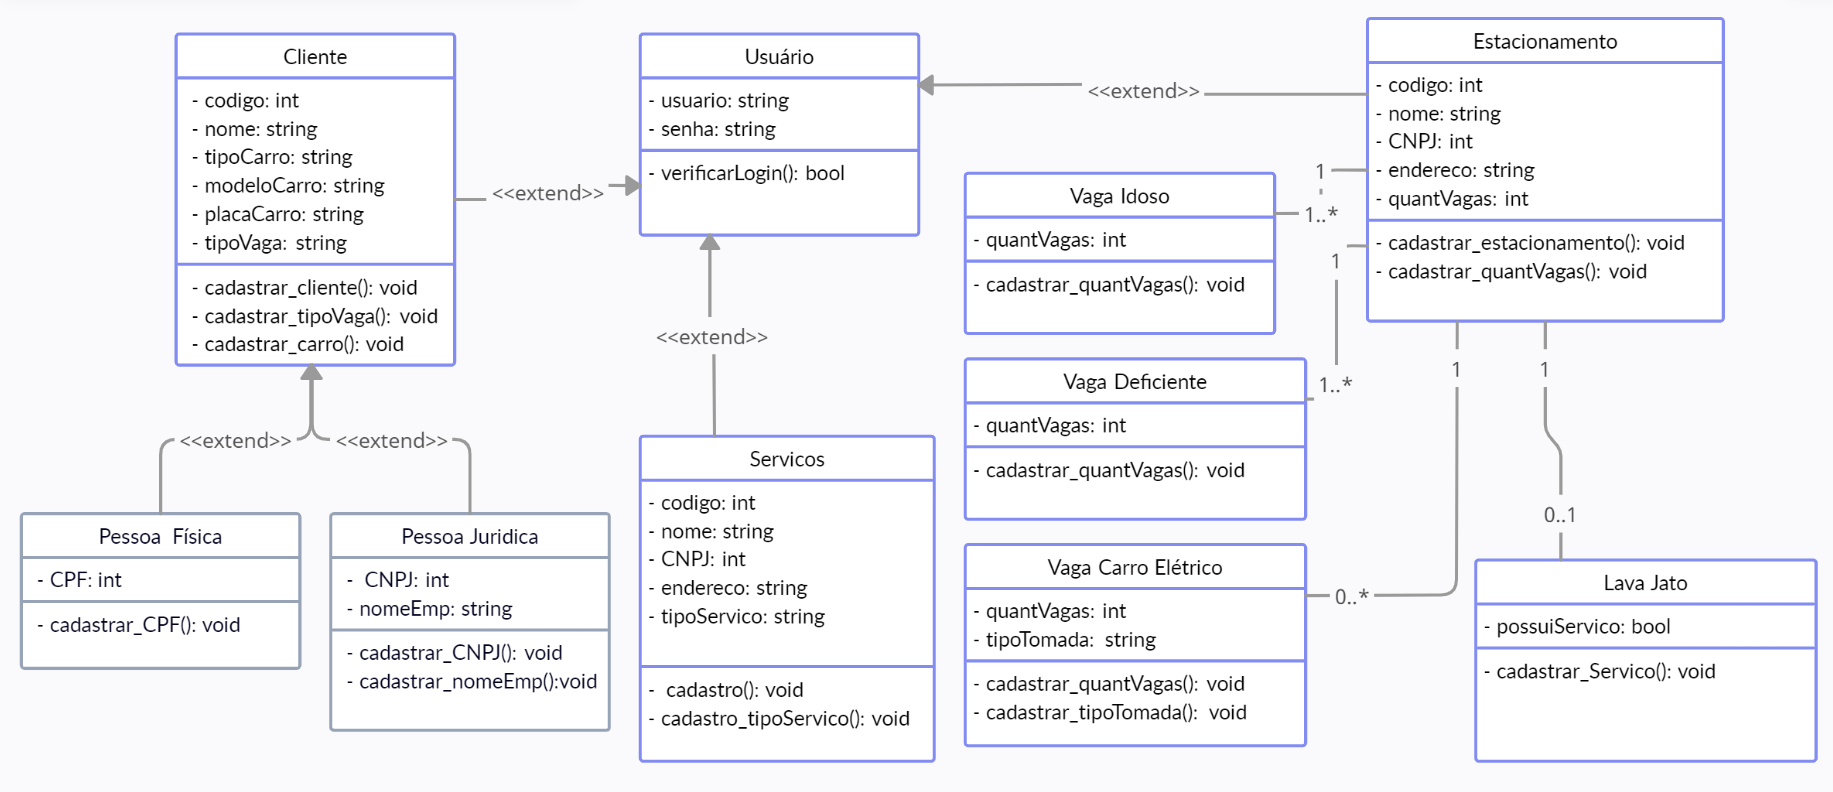 Cliente
- codigo: int
- nome: string
- tipoCarro: string
- modeloCarro: string
- placaCarro: string
- tipoVaga: string
- cadastrar_cliente(): void
- cadastrar_tipoVaga(): void
- cadastrar_carro(): void
<<extend>>
Usuário
- usuario: string
- senha: string
- verificarLogin(): bool
<<extend>>
Estacionamento
- codigo: int
- nome: string
- CNPJ: int
- endereco: string
- quantVagas: int
- cadastrar_estacionamento(): void
- cadastrar_quantVagas(): void
1
1..*
Vaga Idoso
- quantVagas: int
- cadastrar_quantVagas(): void
1
1..*
Vaga Deficiente
- quantVagas: int
- cadastrar_quantVagas(): void
1
0..*
Vaga Carro Elétrico
- quantVagas: int
- tipoTomada: string
- cadastrar_quantVagas(): void
- cadastrar_tipoTomada(): void
1
0..1
Lava Jato
- possuiServico: bool
- cadastrar_Servico(): void
<<extend>>
Servicos
- codigo: int
- nome: string
- CNPJ: int
- endereco: string
- tipoServico: string
- cadastro(): void
- cadastro_tipoServico(): void
<<extend>>
<<extend>>
Pessoa Física
- CPF: int
- cadastrar_CPF(): void
Pessoa Juridica
- CNPJ: int
- nomeEmp: string
- cadastrar_CNPJ(): void
- cadastrar_nomeEmp():void